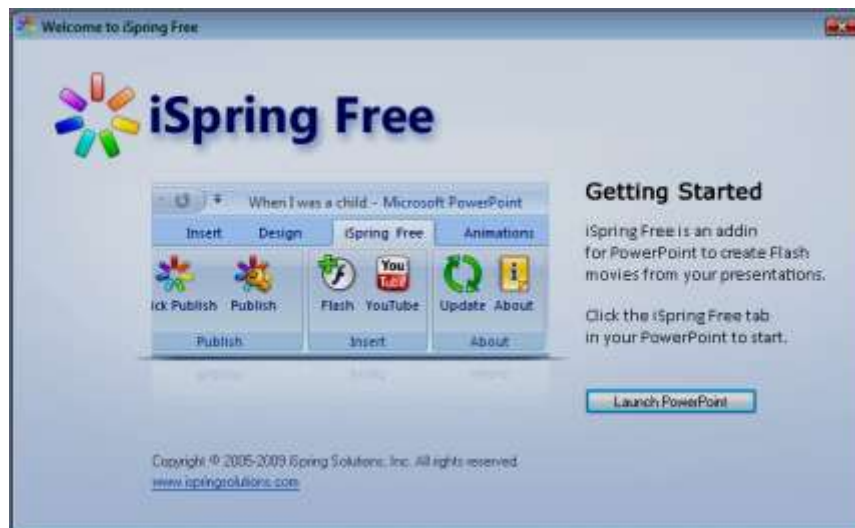 Welcome to iSpring Free
iSpring Free
When I was a child - Microsoft PowerPoint
Insert Design iSpring Free Animations
You
Tube
ick Publish Publish Flash YouTube Update About
Publish Insert About
Getting Started
iSpring Free is an addin
for PowerPoint to create Flash
movies from your presentations.
Click the iSpring Free tab
in your PowerPoint to start.
Launch PowerPoint
Copyright © 2005-2009 iSpring Solutions, Inc. All rights reserved
www.ispringsolutions.com